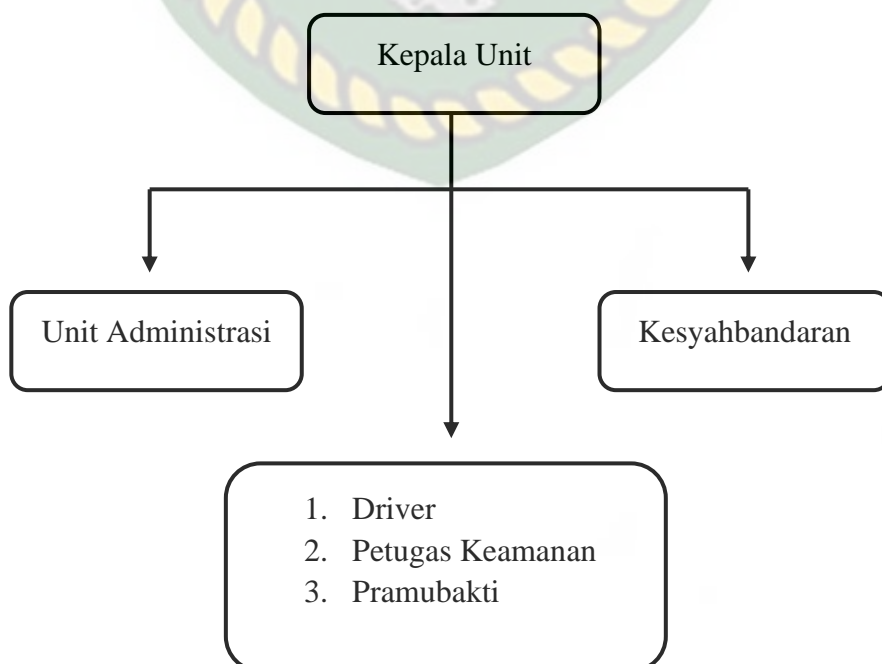 Kepala Unit
Unit Administrasi
Kesyahbandaran
1. Driver
2. Petugas Keamanan
3. Pramubakti